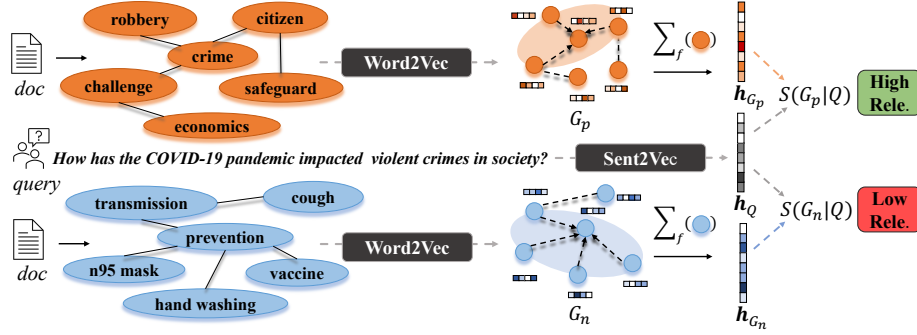 robbery
citizen
crime
doc
challenge
safeguard
economics
Word2Vec
G_p
∑_f( )
h_{G_p}
S(G_p|Q)
High
Rele.
query
How has the COVID-19 pandemic impacted violent crimes in society?
Sent2Vec
h_Q
transmission
cough
prevention
doc
n95 mask
vaccine
hand washing
Word2Vec
G_n
∑_f( )
h_{G_n}
S(G_n|Q)
Low
Rele.